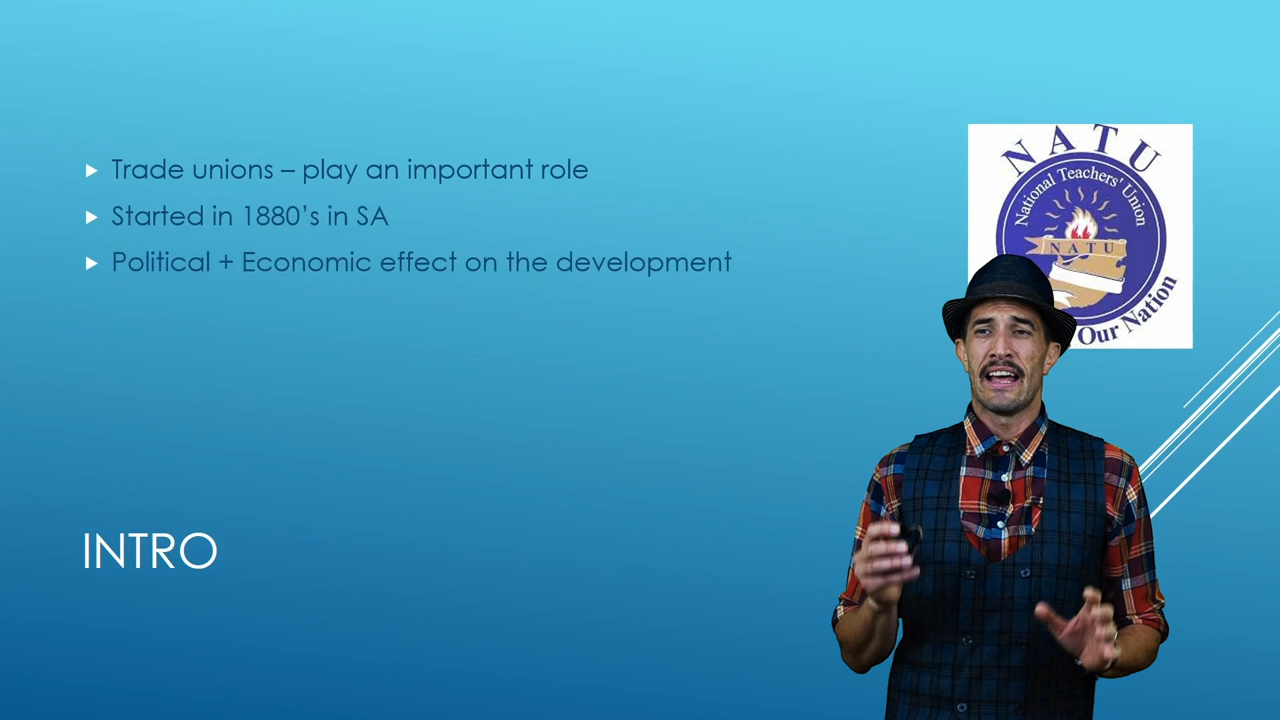 Trade unions – play an important role
Started in 1880's in SA
Political + Economic effect on the development
INTRO
NATU
National Teachers' Union
NATU
Our Nation